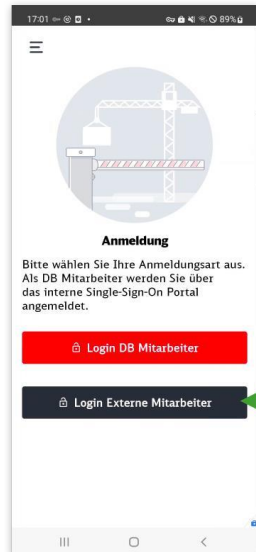 17:01
89%
Anmeldung
Bitte wählen Sie Ihre Anmeldungsart aus.
Als DB Mitarbeiter werden Sie über
das interne Single-Sign-On Portal
angemeldet.
Login DB Mitarbeiter
Login Externe Mitarbeiter